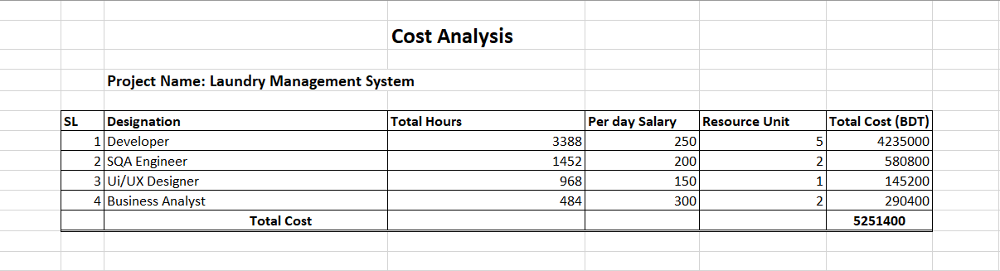 Cost Analysis
Project Name: Laundry Management System
SL Designation Total Hours Per day Salary Resource Unit Total Cost (BDT)
1 Developer 3388 250 5 4235000
2 SQA Engineer 1452 200 2 580800
3 Ui/UX Designer 968 150 1 145200
4 Business Analyst 484 300 2 290400
Total Cost 5251400